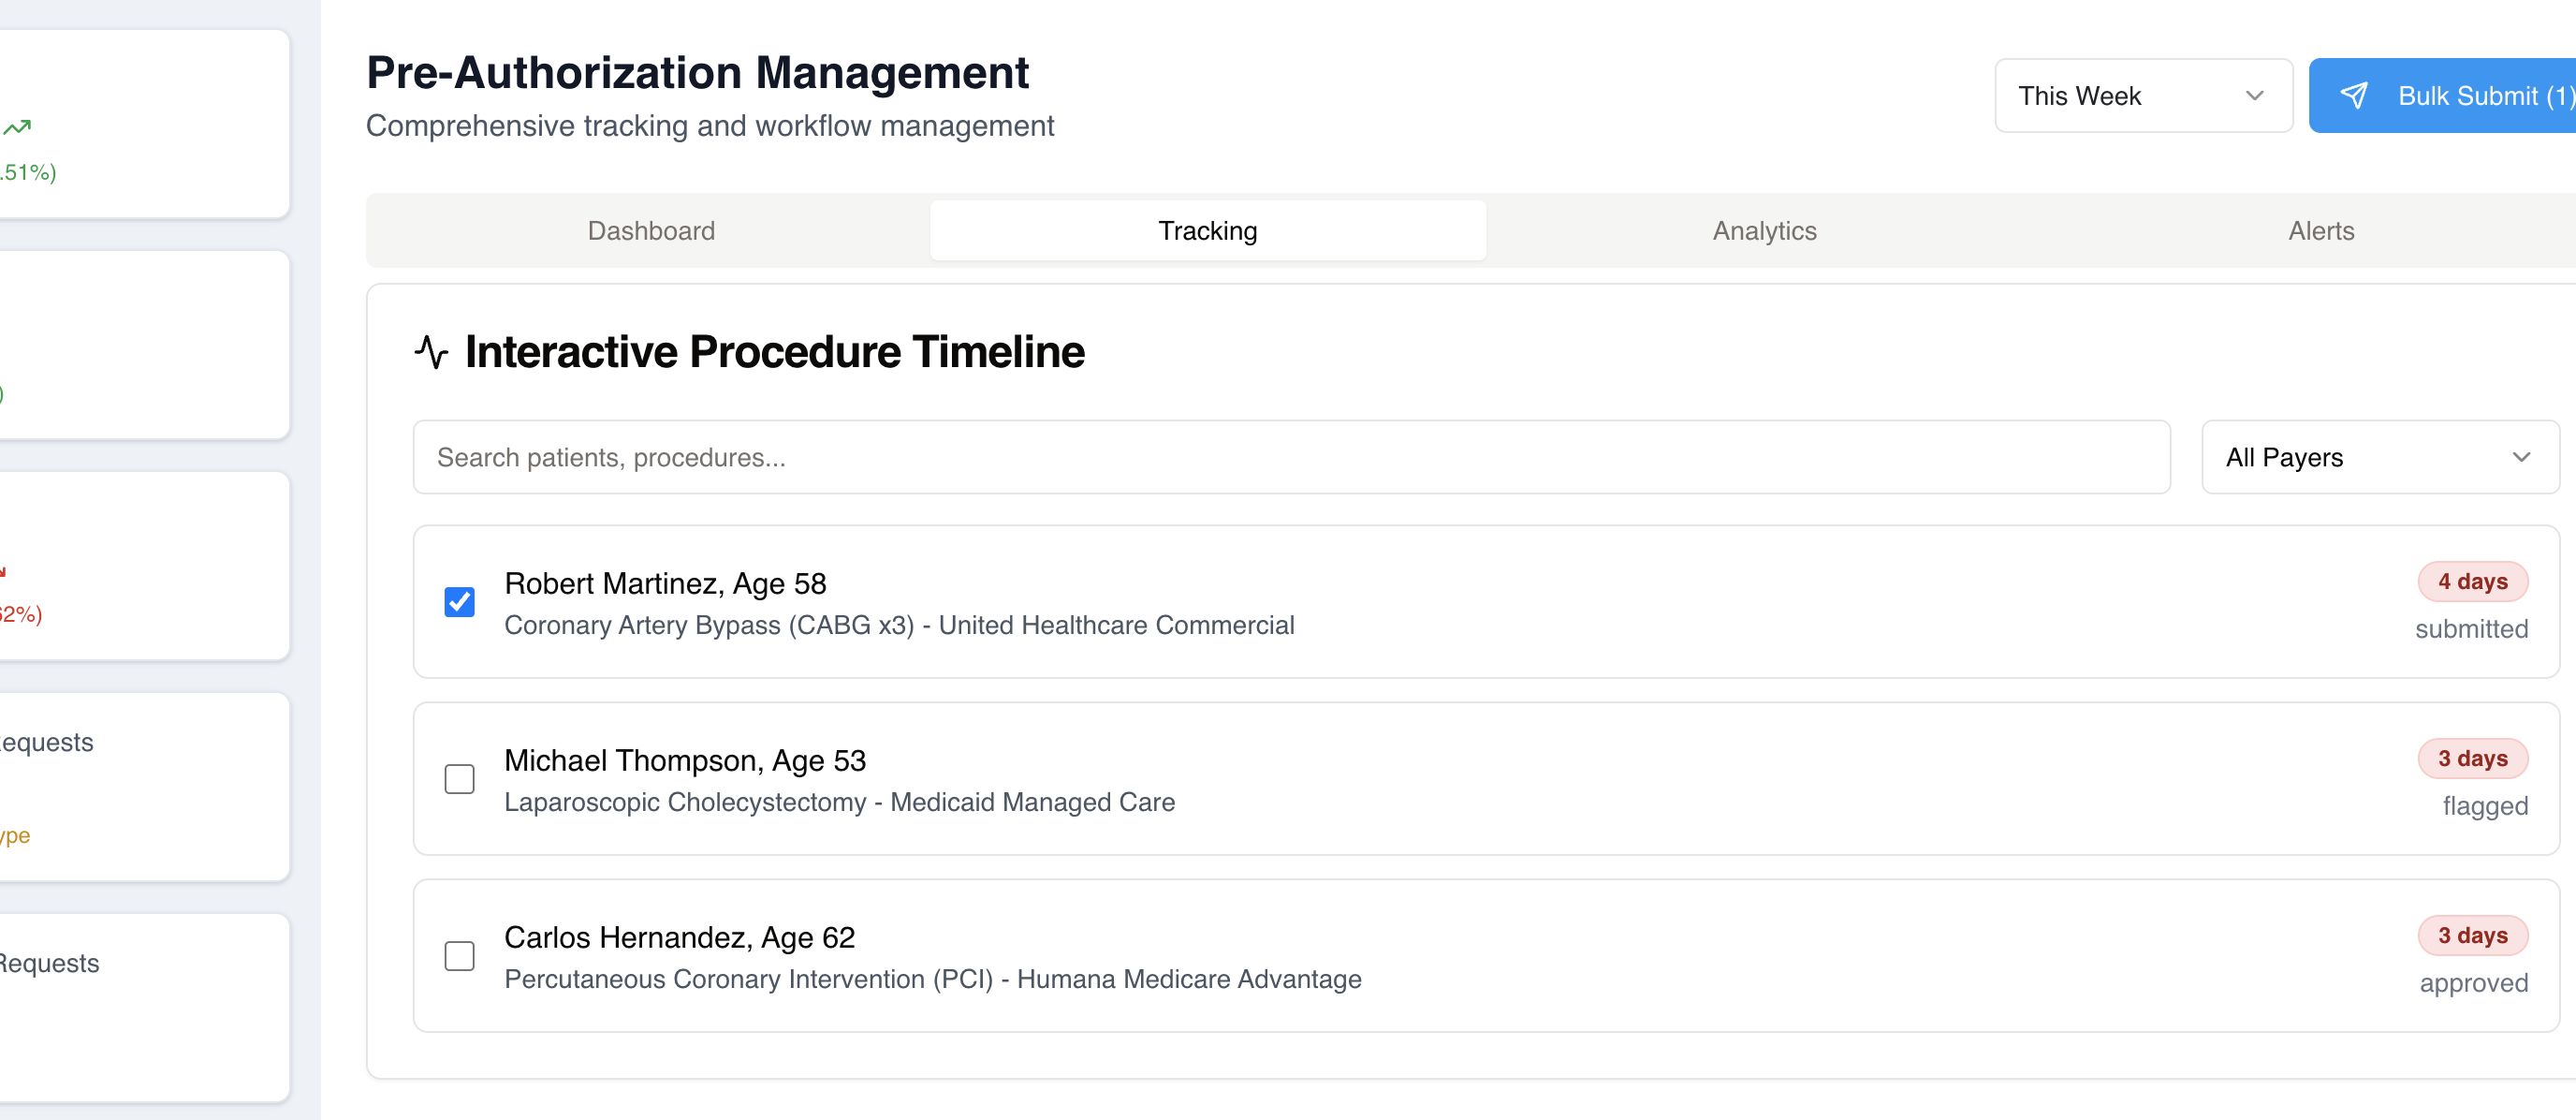 .51%)
)
62%)
equests
ype
Requests
Pre-Authorization Management
Comprehensive tracking and workflow management
This Week
Bulk Submit (1)
Dashboard
Tracking
Analytics
Alerts
Interactive Procedure Timeline
Search patients, procedures...
All Payers
Robert Martinez, Age 58
Coronary Artery Bypass (CABG x3) - United Healthcare Commercial
4 days
submitted
Michael Thompson, Age 53
Laparoscopic Cholecystectomy - Medicaid Managed Care
3 days
flagged
Carlos Hernandez, Age 62
Percutaneous Coronary Intervention (PCI) - Humana Medicare Advantage
3 days
approved